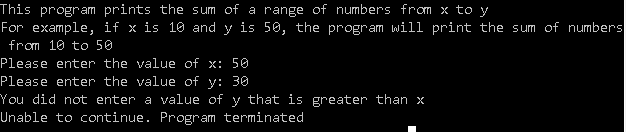 This program prints the sum of a range of numbers from x to y
For example, if x is 10 and y is 50, the program will print the sum of numbers
from 10 to 50
Please enter the value of x: 50
Please enter the value of y: 30
You did not enter a value of y that is greater than x
Unable to continue. Program terminated